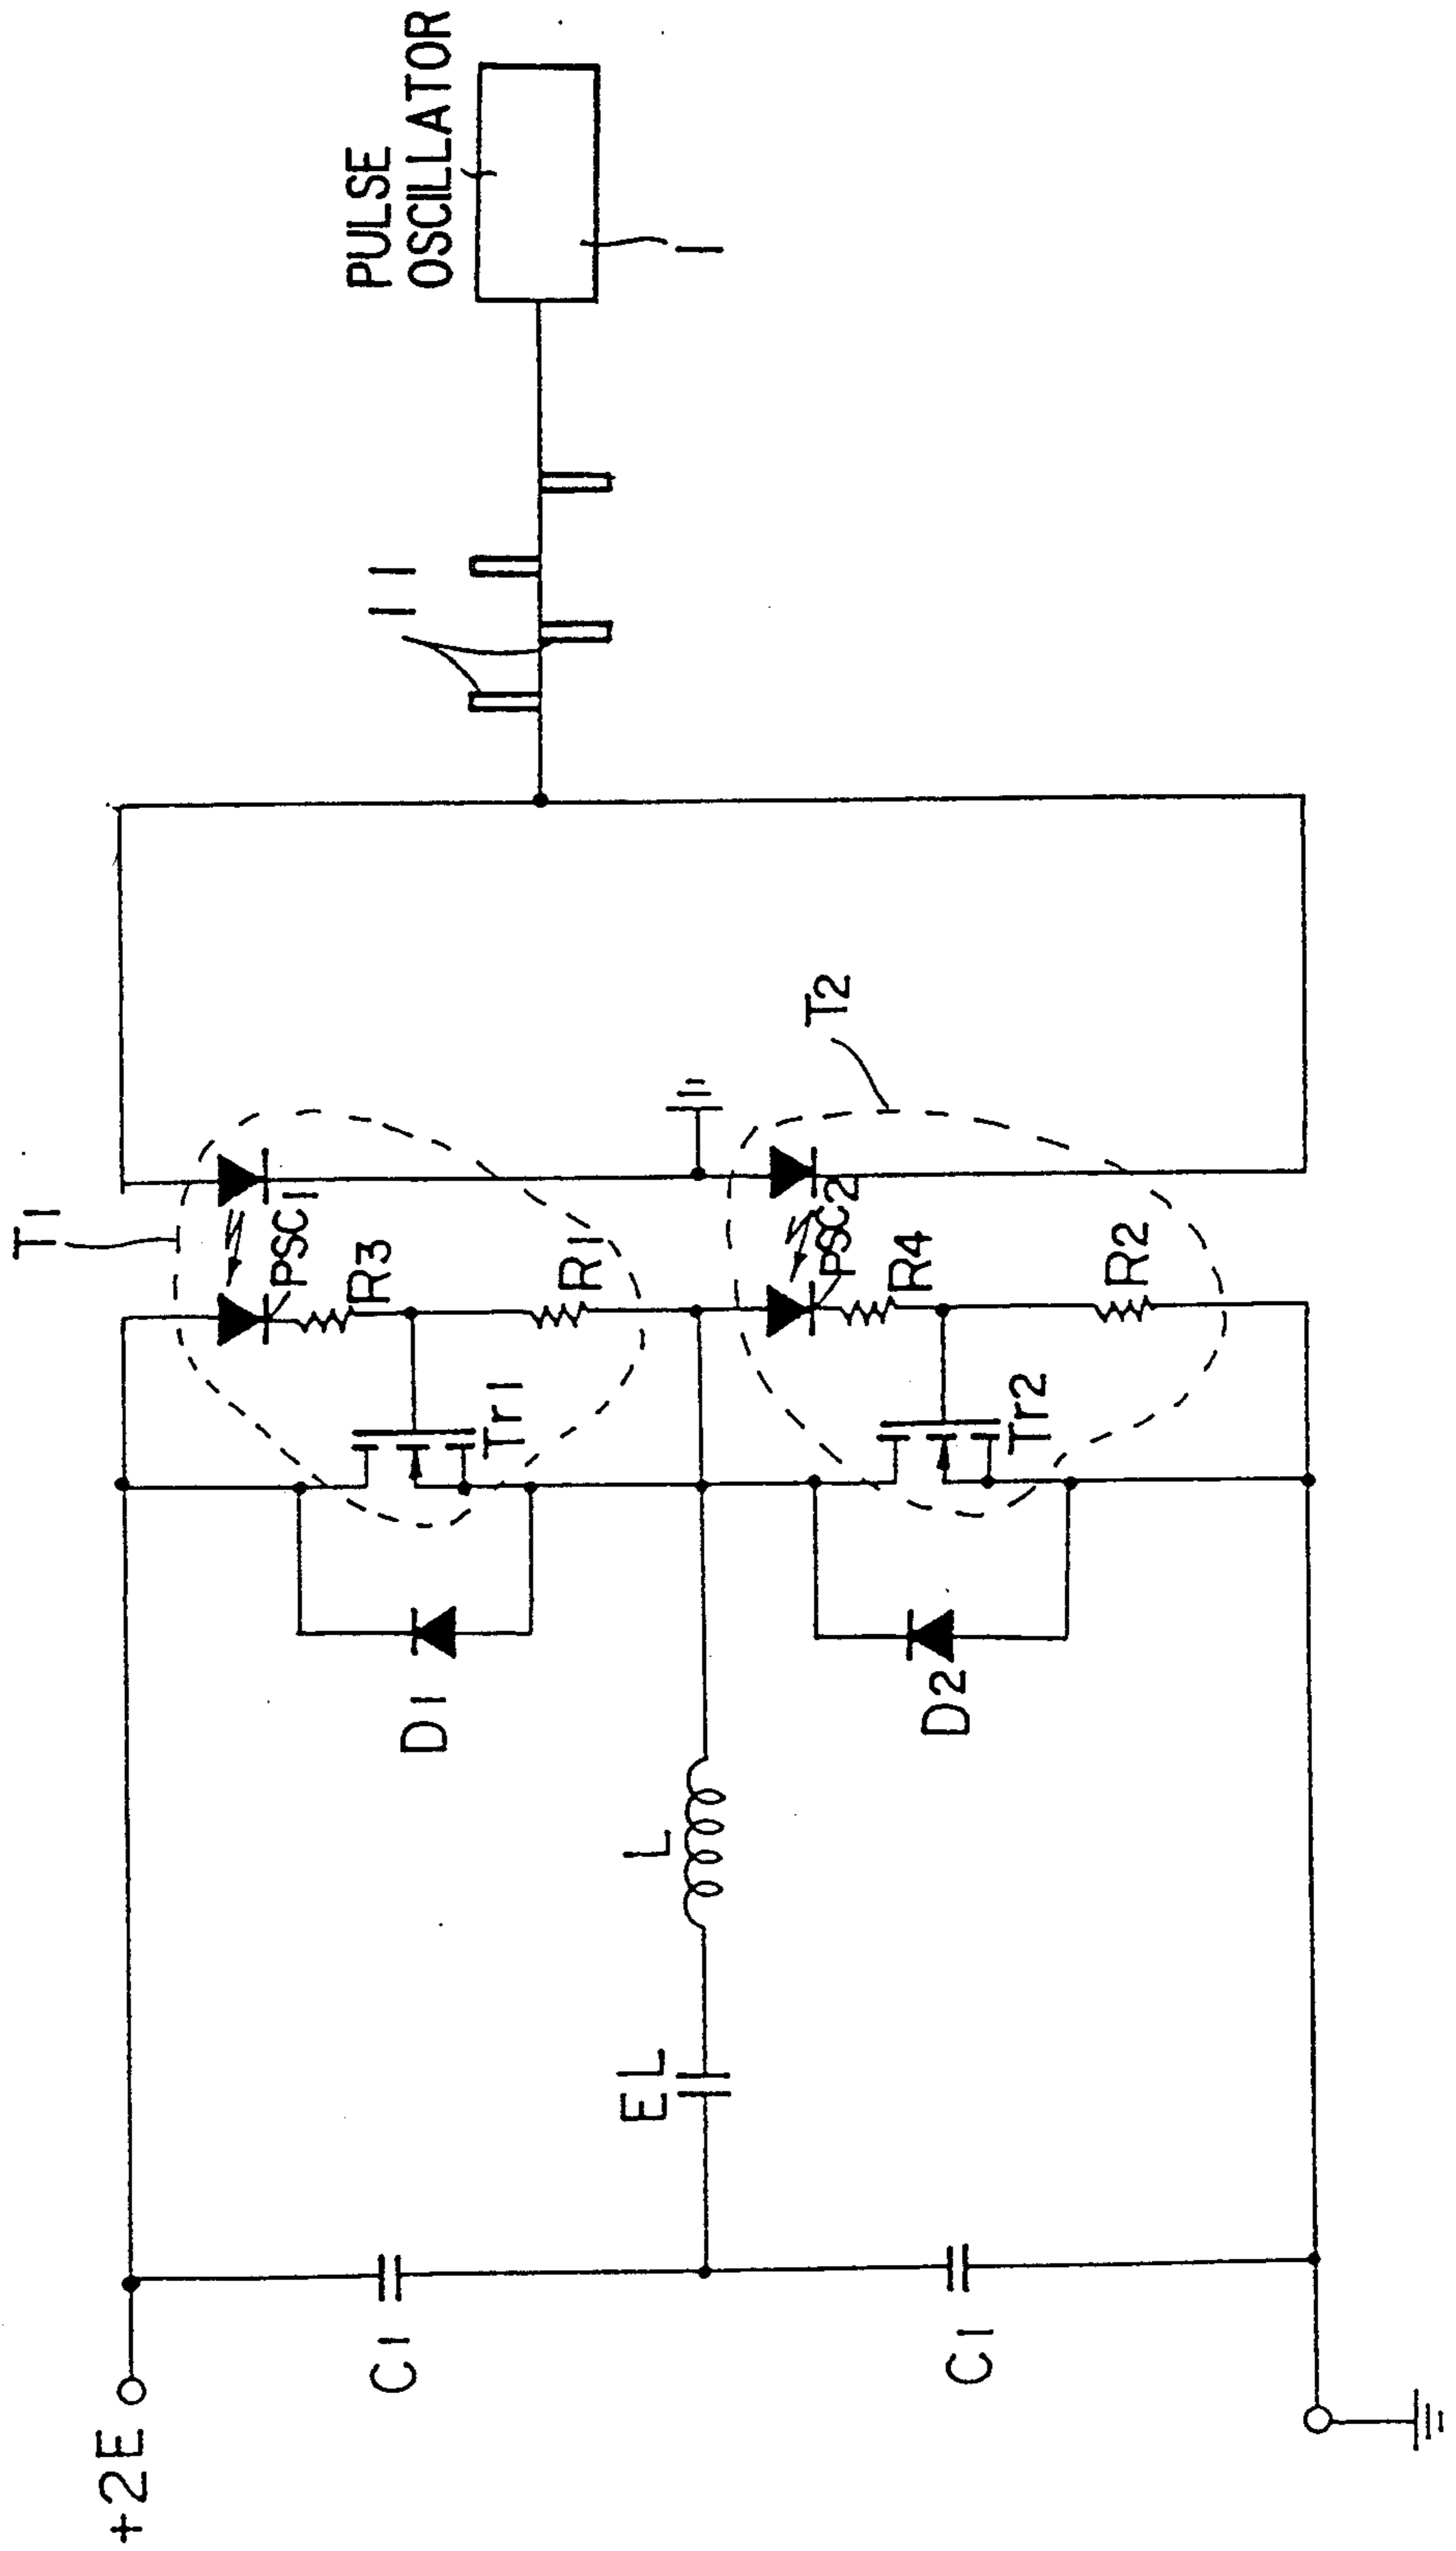 PULSE
OSCILLATOR
1
11
T1
T2
PSC1
R3
R1
PSC2
R4
R2
Tr1
Tr2
D1
D2
L
EL
C1
C1
+2E